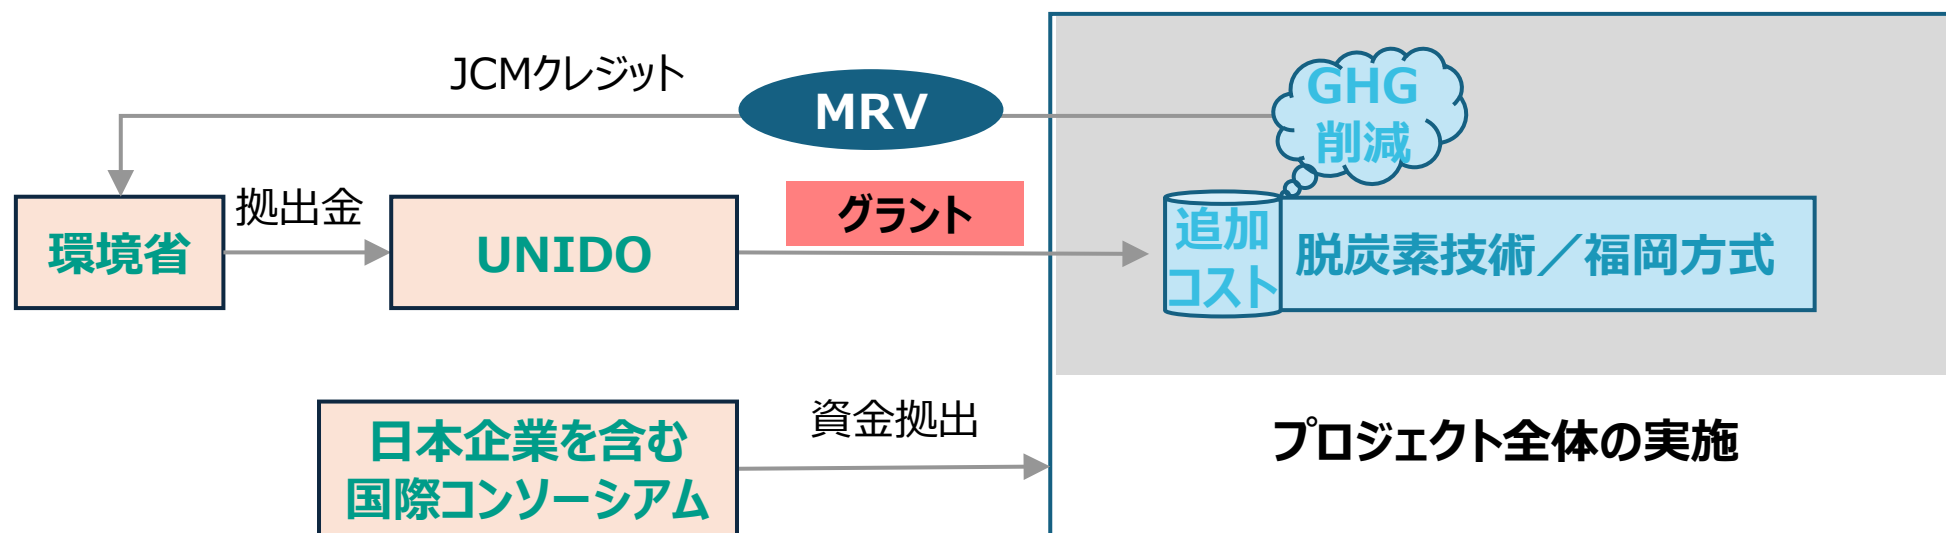 JCMクレジット
MRV
GHG
削減
環境省
拠出金
UNIDO
グラント
追加
コスト
脱炭素技術／福岡方式
日本企業を含む
国際コンソーシアム
資金拠出
プロジェクト全体の実施